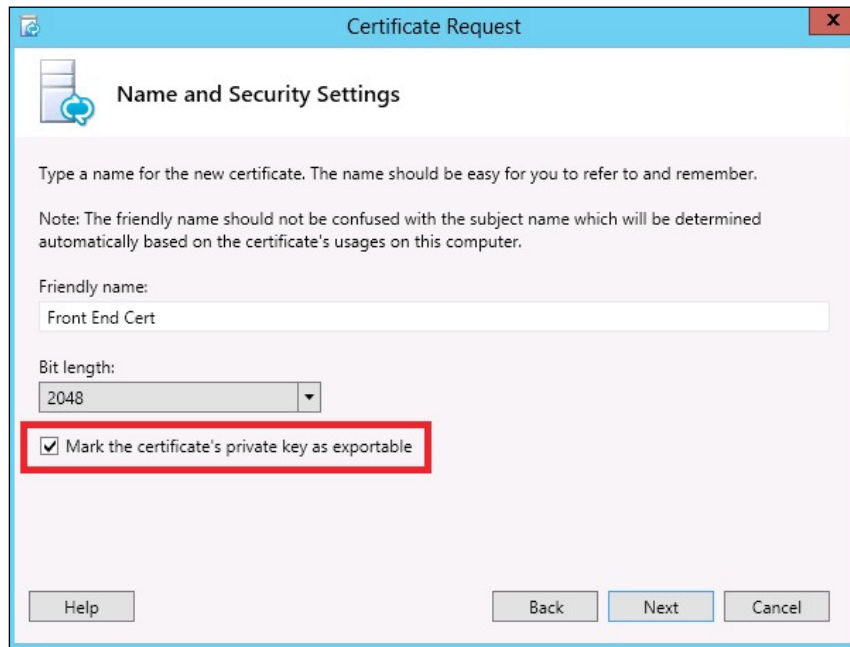 Certificate Request
x
Name and Security Settings
Type a name for the new certificate. The name should be easy for you to refer to and remember.
Note: The friendly name should not be confused with the subject name which will be determined
automatically based on the certificate's usages on this computer.
Friendly name:
Front End Cert
Bit length:
2048
Mark the certificate's private key as exportable
Help
Back
Next
Cancel